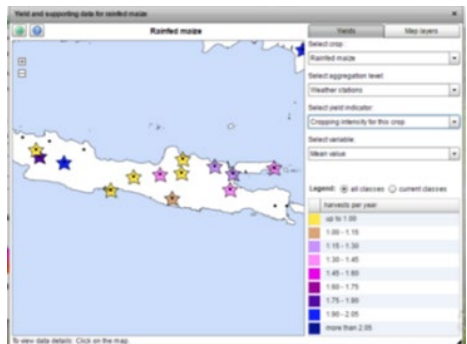 Yield and supporting data for rainfed maize
Rainfed maize
Yields
Map layers
Select crop:
Rainfed maize
Select aggregation level:
Weather stations
Select yield indicator:
Cropping intensity for this crop
Select variable:
Mean value
Legend: all classes current classes
harvests per year
up to 1.00
1.00 - 1.15
1.15 - 1.30
1.30 - 1.45
1.45 - 1.60
1.60 - 1.75
1.75 - 1.90
1.90 - 2.05
more than 2.05
To view data details: Click on the map.